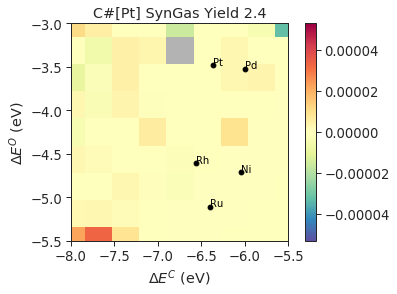 C#[Pt] SynGas Yield 2.4
−3.0
−3.5
−4.0
−4.5
−5.0
−5.5
ΔE^O (eV)
Pt
Pd
Rh
Ni
Ru
−8.0 −7.5 −7.0 −6.5 −6.0 −5.5
ΔE^C (eV)
0.00004
0.00002
0.00000
−0.00002
−0.00004